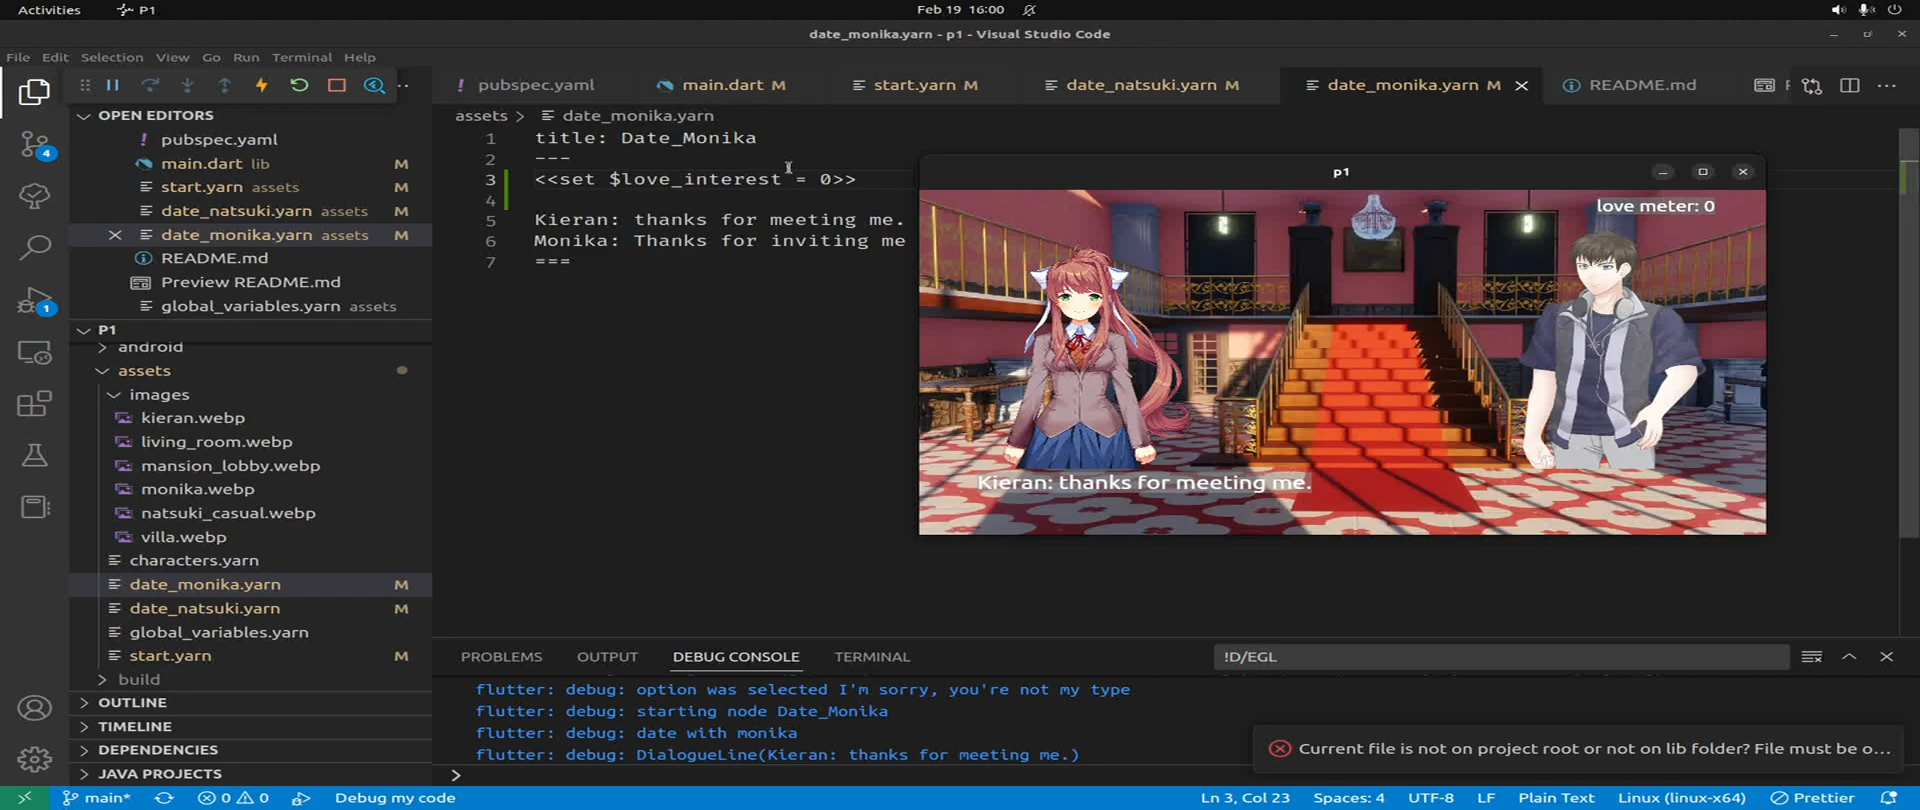 Activities P1 Feb 19 16:00
date_monika.yarn - p1 - Visual Studio Code
File Edit Selection View Go Run Terminal Help
pubspec.yaml main.dart M start.yarn M date_natsuki.yarn M date_monika.yarn M README.md
OPEN EDITORS
pubspec.yaml
main.dart lib M
start.yarn assets M
date_natsuki.yarn assets M
date_monika.yarn assets M
README.md
Preview README.md
global_variables.yarn assets
P1
android
assets
images
kieran.webp
living_room.webp
mansion_lobby.webp
monika.webp
natsuki_casual.webp
villa.webp
characters.yarn
date_monika.yarn M
date_natsuki.yarn M
global_variables.yarn
start.yarn M
build
OUTLINE
TIMELINE
DEPENDENCIES
JAVA PROJECTS
4
1
assets > date_monika.yarn
1 title: Date_Monika
2 ---
3 <<set $love_interest = 0>>
4
5 Kieran: thanks for meeting me.
6 Monika: Thanks for inviting me
7 ===
p1
love meter: 0
Kieran: thanks for meeting me.
PROBLEMS OUTPUT DEBUG CONSOLE TERMINAL !D/EGL
flutter: debug: option was selected I'm sorry, you're not my type
flutter: debug: starting node Date_Monika
flutter: debug: date with monika
flutter: debug: DialogueLine(Kieran: thanks for meeting me.)
>
Current file is not on project root or not on lib folder? File must be o...
main* 0 0 Debug my code Ln 3, Col 23 Spaces: 4 UTF-8 LF Plain Text Linux (linux-x64) Prettier